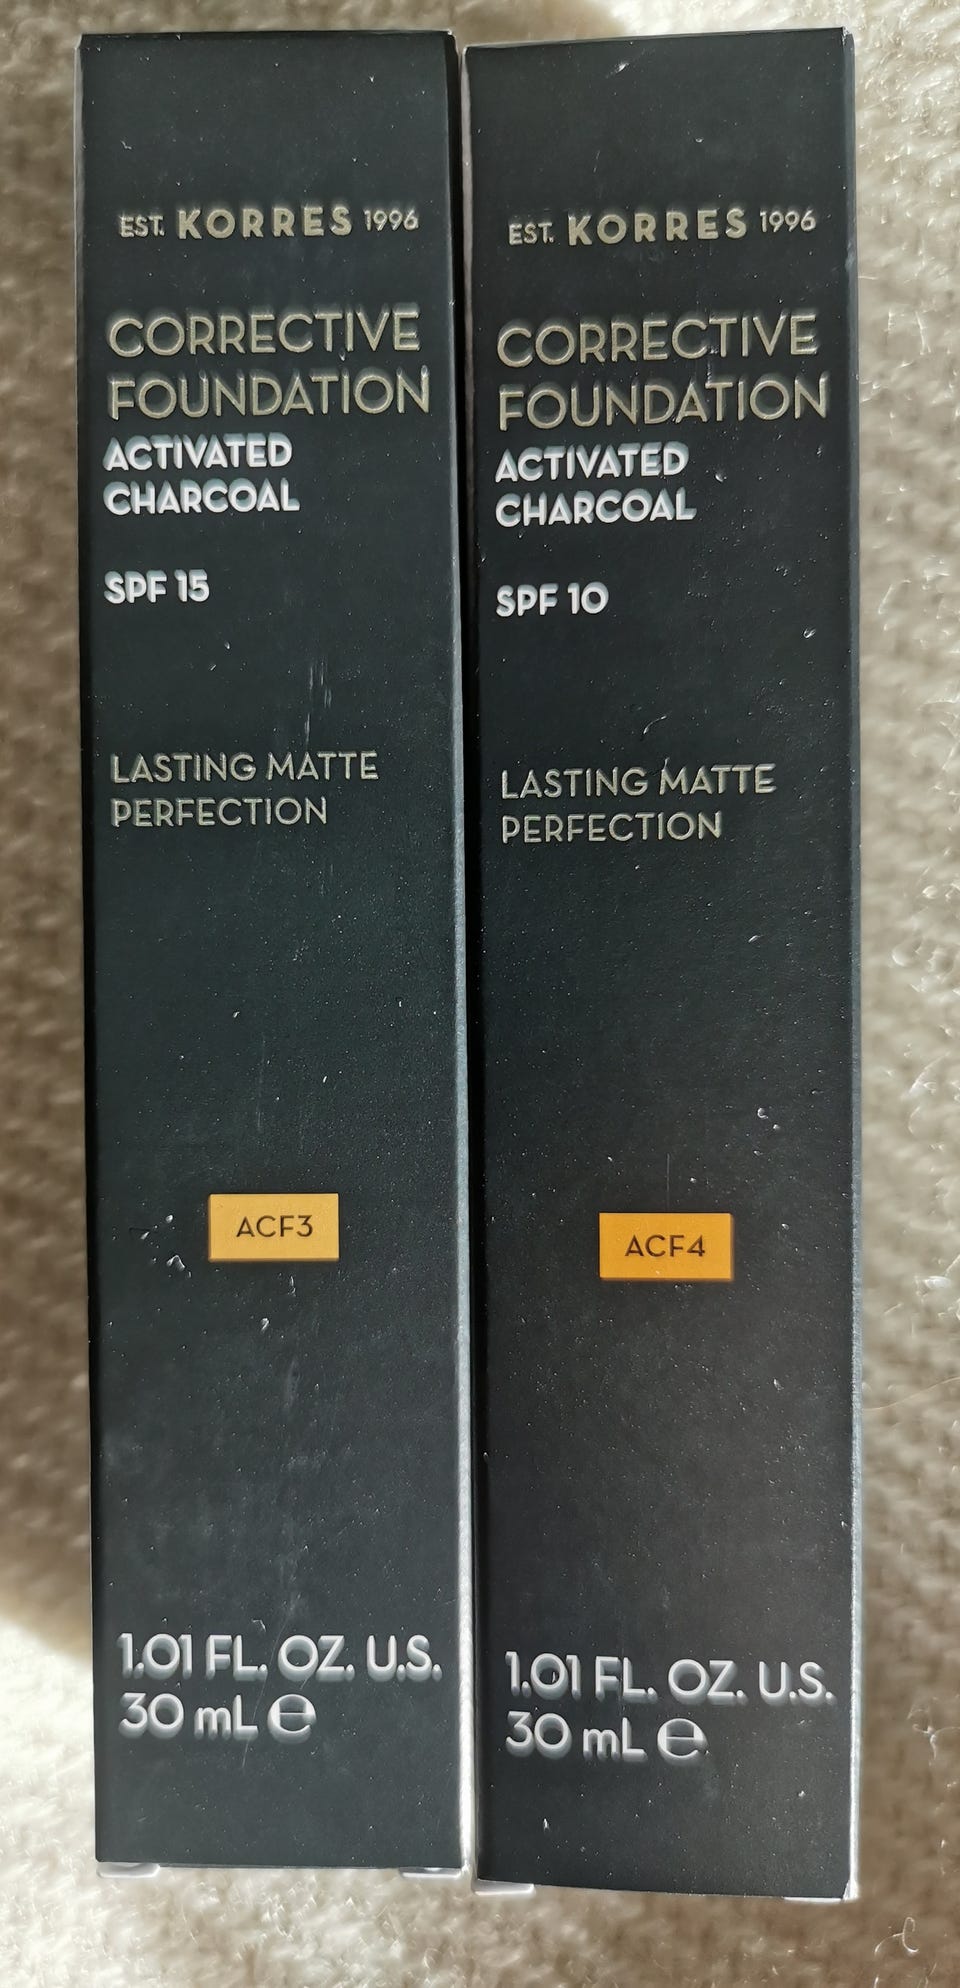 EST. KORRES 1996
CORRECTIVE
FOUNDATION
ACTIVATED
CHARCOAL
SPF 15
LASTING MATTE
PERFECTION
ACF3
1.01 FL. OZ. U.S.
30 mL e
EST. KORRES 1996
CORRECTIVE
FOUNDATION
ACTIVATED
CHARCOAL
SPF 10
LASTING MATTE
PERFECTION
ACF4
1.01 FL. OZ. U.S.
30 mL e